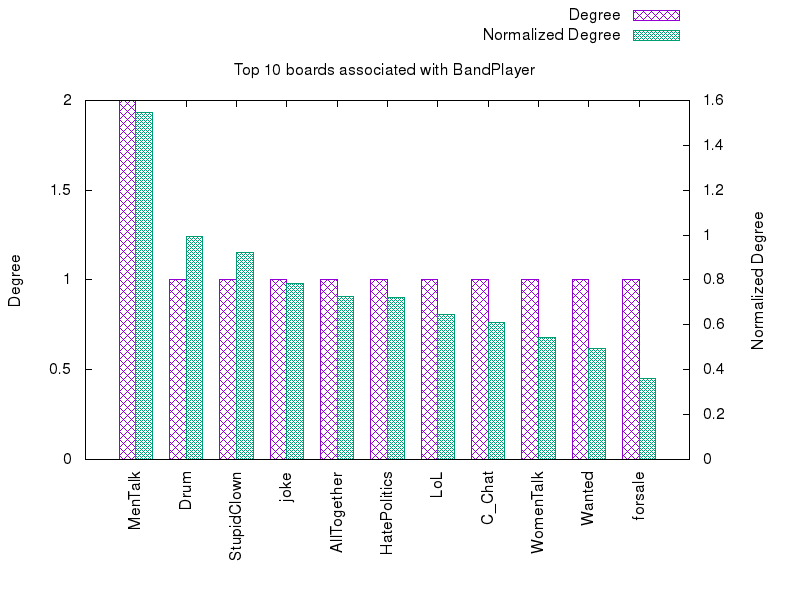 Degree
Normalized Degree
Top 10 boards associated with BandPlayer
2
1.5
1
0.5
0
1.6
1.4
1.2
1
0.8
0.6
0.4
0.2
0
Degree
Normalized Degree
MenTalk
Drum
StupidClown
joke
AllTogether
HatePolitics
LoL
C_Chat
WomenTalk
Wanted
forsale